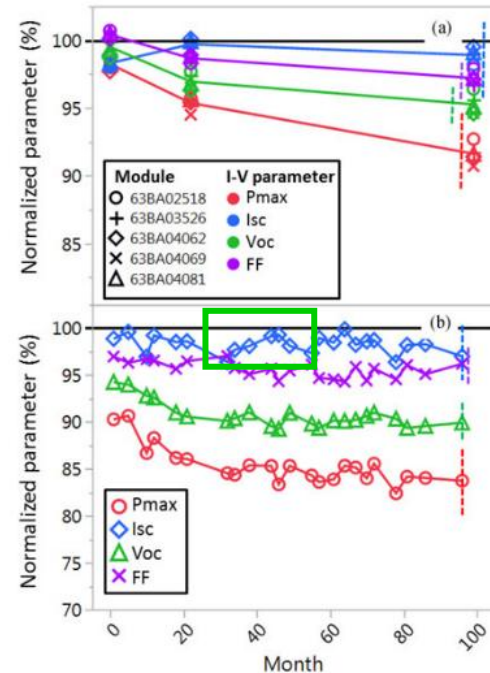 (a)
Normalized parameter (%)
100
95
90
85
Module I-V parameter
63BA02518 Pmax
63BA03526 Isc
63BA04062 Voc
63BA04069 FF
63BA04081
(b)
Normalized parameter (%)
100
95
90
85
80
75
70
Pmax
Isc
Voc
FF
0 20 40 60 80 100
Month